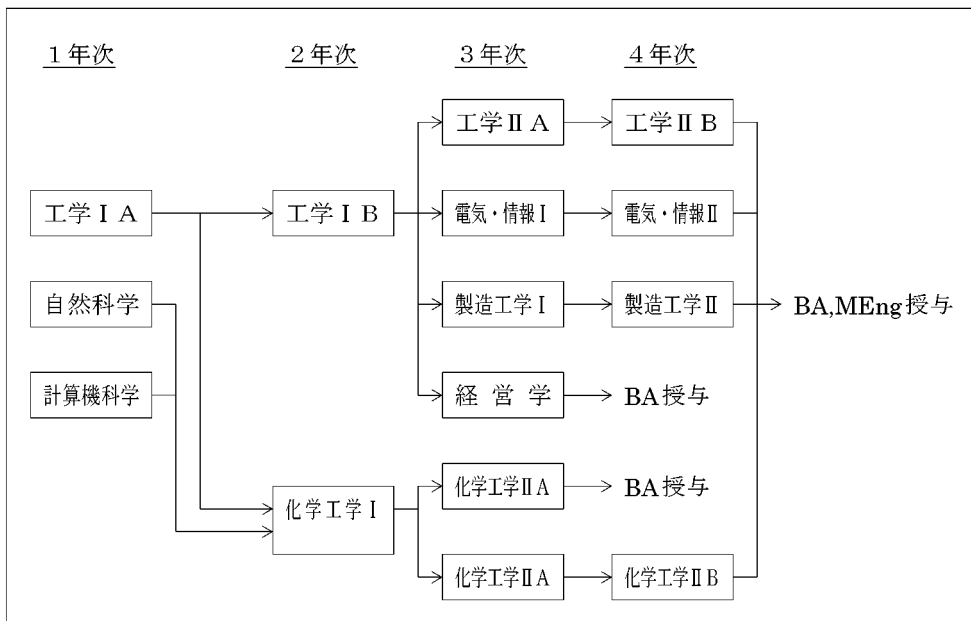 １年次 ２年次 ３年次 ４年次
工学ⅡＡ 工学ⅡＢ
工学ⅠＡ 工学ⅠＢ 電気・情報Ⅰ 電気・情報Ⅱ
自然科学 製造工学Ⅰ 製造工学Ⅱ BA,MEng授与
計算機科学 経営学 BA授与
化学工学Ⅰ 化学工学ⅡA BA授与
化学工学ⅡA 化学工学ⅡB